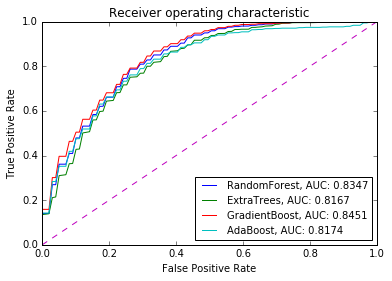 Receiver operating characteristic
True Positive Rate
1.0
0.8
0.6
0.4
0.2
0.0
RandomForest, AUC: 0.8347
ExtraTrees, AUC: 0.8167
GradientBoost, AUC: 0.8451
AdaBoost, AUC: 0.8174
0.0 0.2 0.4 0.6 0.8 1.0
False Positive Rate